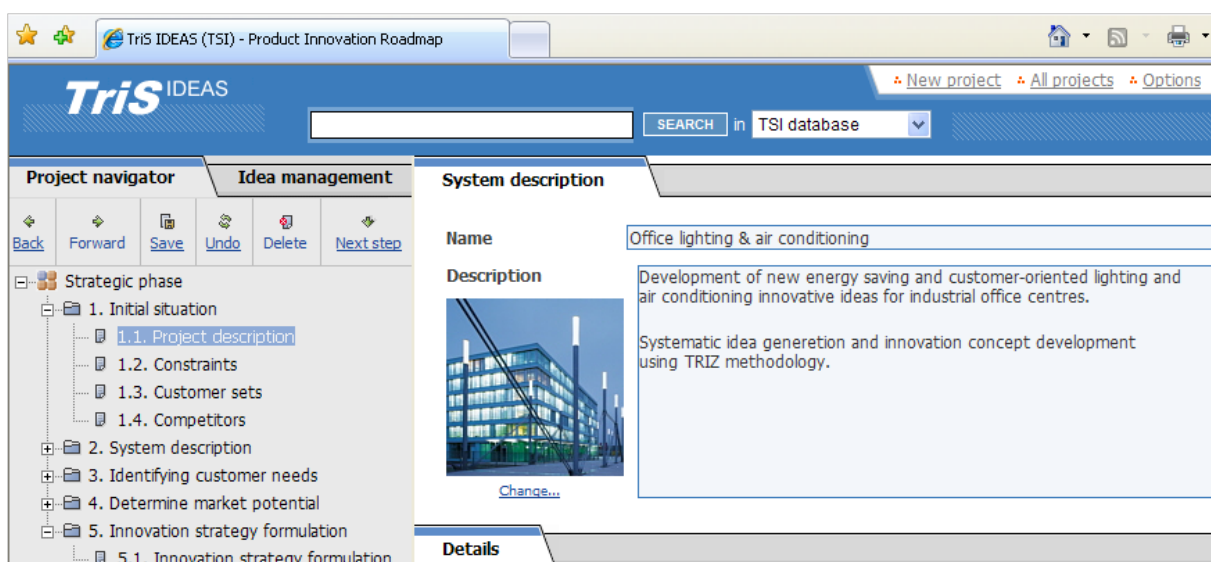 TriS IDEAS (TSI) - Product Innovation Roadmap
New project All projects Options
TriS IDEAS
SEARCH in TSI database
Project navigator Idea management System description
Back Forward Save Undo Delete Next step
Name Office lighting & air conditioning
Description
Development of new energy saving and customer-oriented lighting and
air conditioning innovative ideas for industrial office centres.
Systematic idea generetion and innovation concept development
using TRIZ methodology.
Change...
Strategic phase
1. Initial situation
1.1. Project description
1.2. Constraints
1.3. Customer sets
1.4. Competitors
2. System description
3. Identifying customer needs
4. Determine market potential
5. Innovation strategy formulation
5.1. Innovation strategy formulation
Details